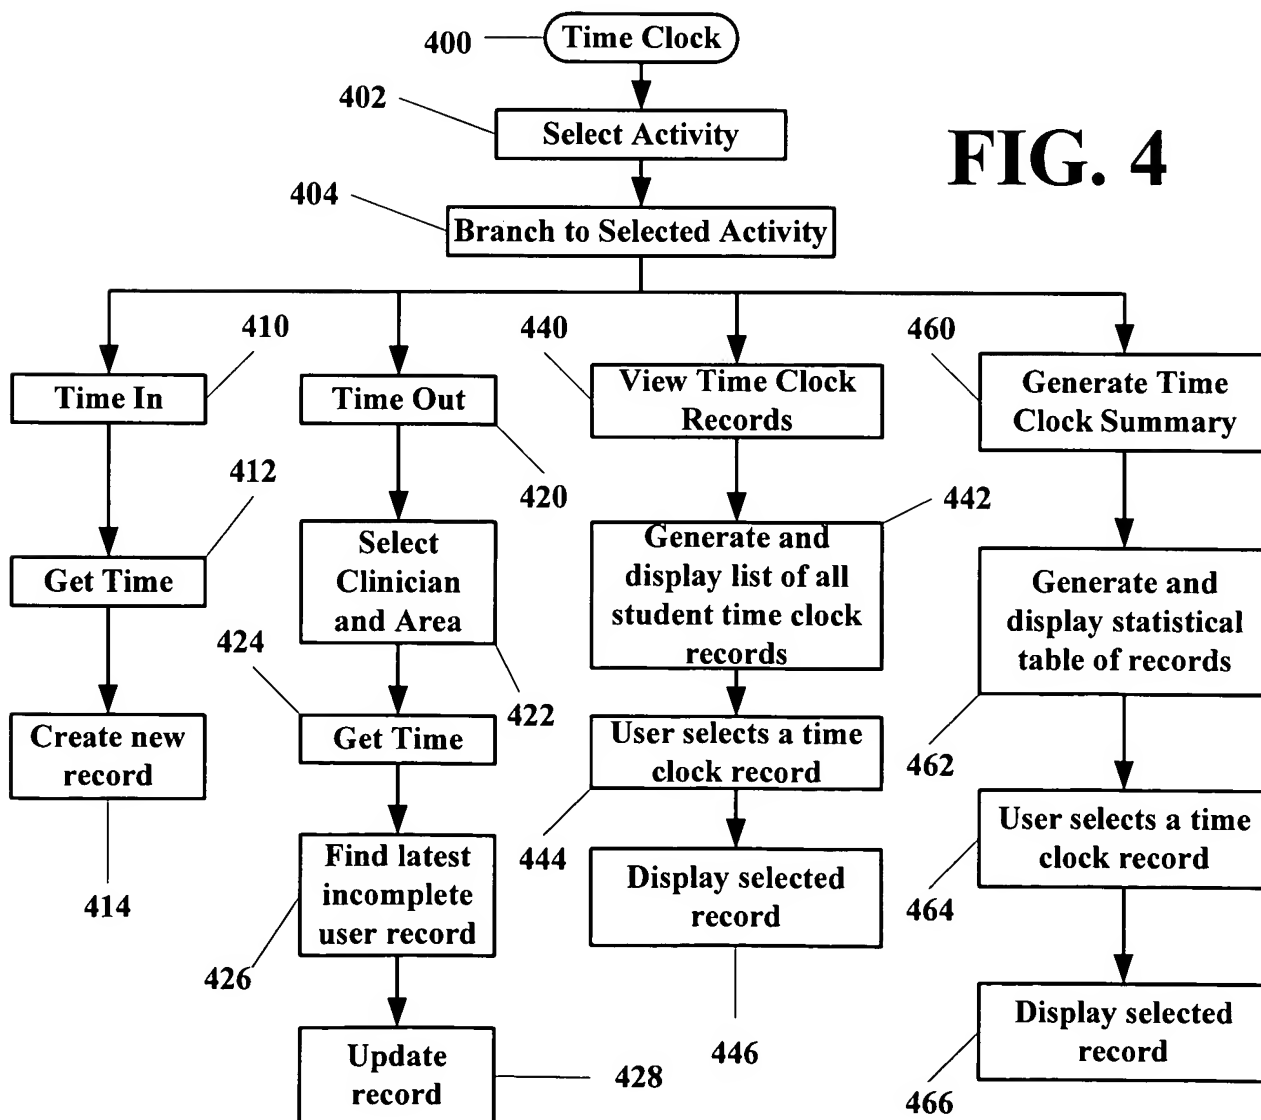 400
Time Clock
402
Select Activity
FIG. 4
404
Branch to Selected Activity
410
Time In
412
Get Time
Create new
record
414
Time Out
420
Select
Clinician
and Area
422
424
Get Time
Find latest
incomplete
user record
426
Update
record
428
440
View Time Clock
Records
442
Generate and
display list of all
student time clock
records
User selects a time
clock record
444
Display selected
record
446
460
Generate Time
Clock Summary
Generate and
display statistical
table of records
462
User selects a time
clock record
464
Display selected
record
466